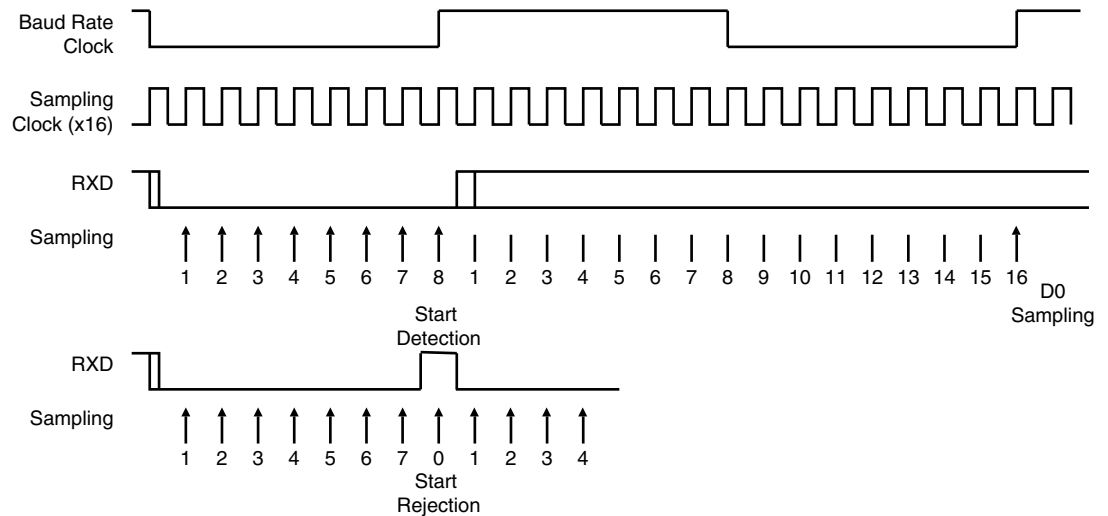 Baud Rate
Clock
Sampling
Clock (x16)
RXD
Sampling
1 2 3 4 5 6 7 8 1 2 3 4 5 6 7 8 9 10 11 12 13 14 15 16
D0
Sampling
Start
Detection
RXD
Sampling
1 2 3 4 5 6 7 0 1 2 3 4
Start
Rejection